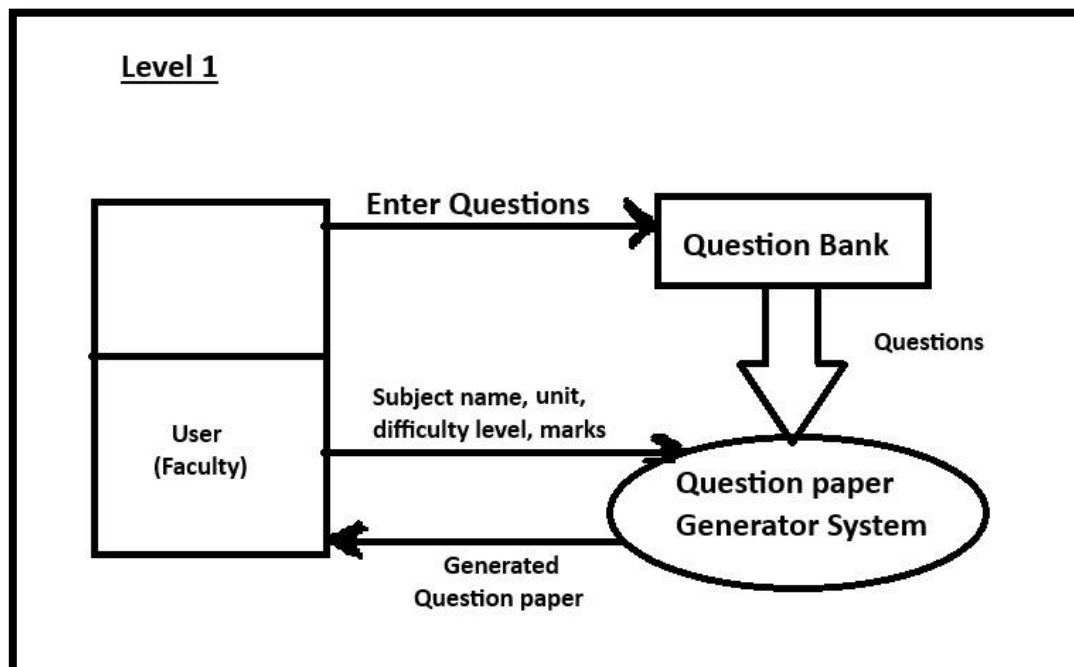 Level 1
Enter Questions
Question Bank
Questions
Subject name, unit,
difficulty level, marks
User
(Faculty)
Question paper
Generator System
Generated
Question paper